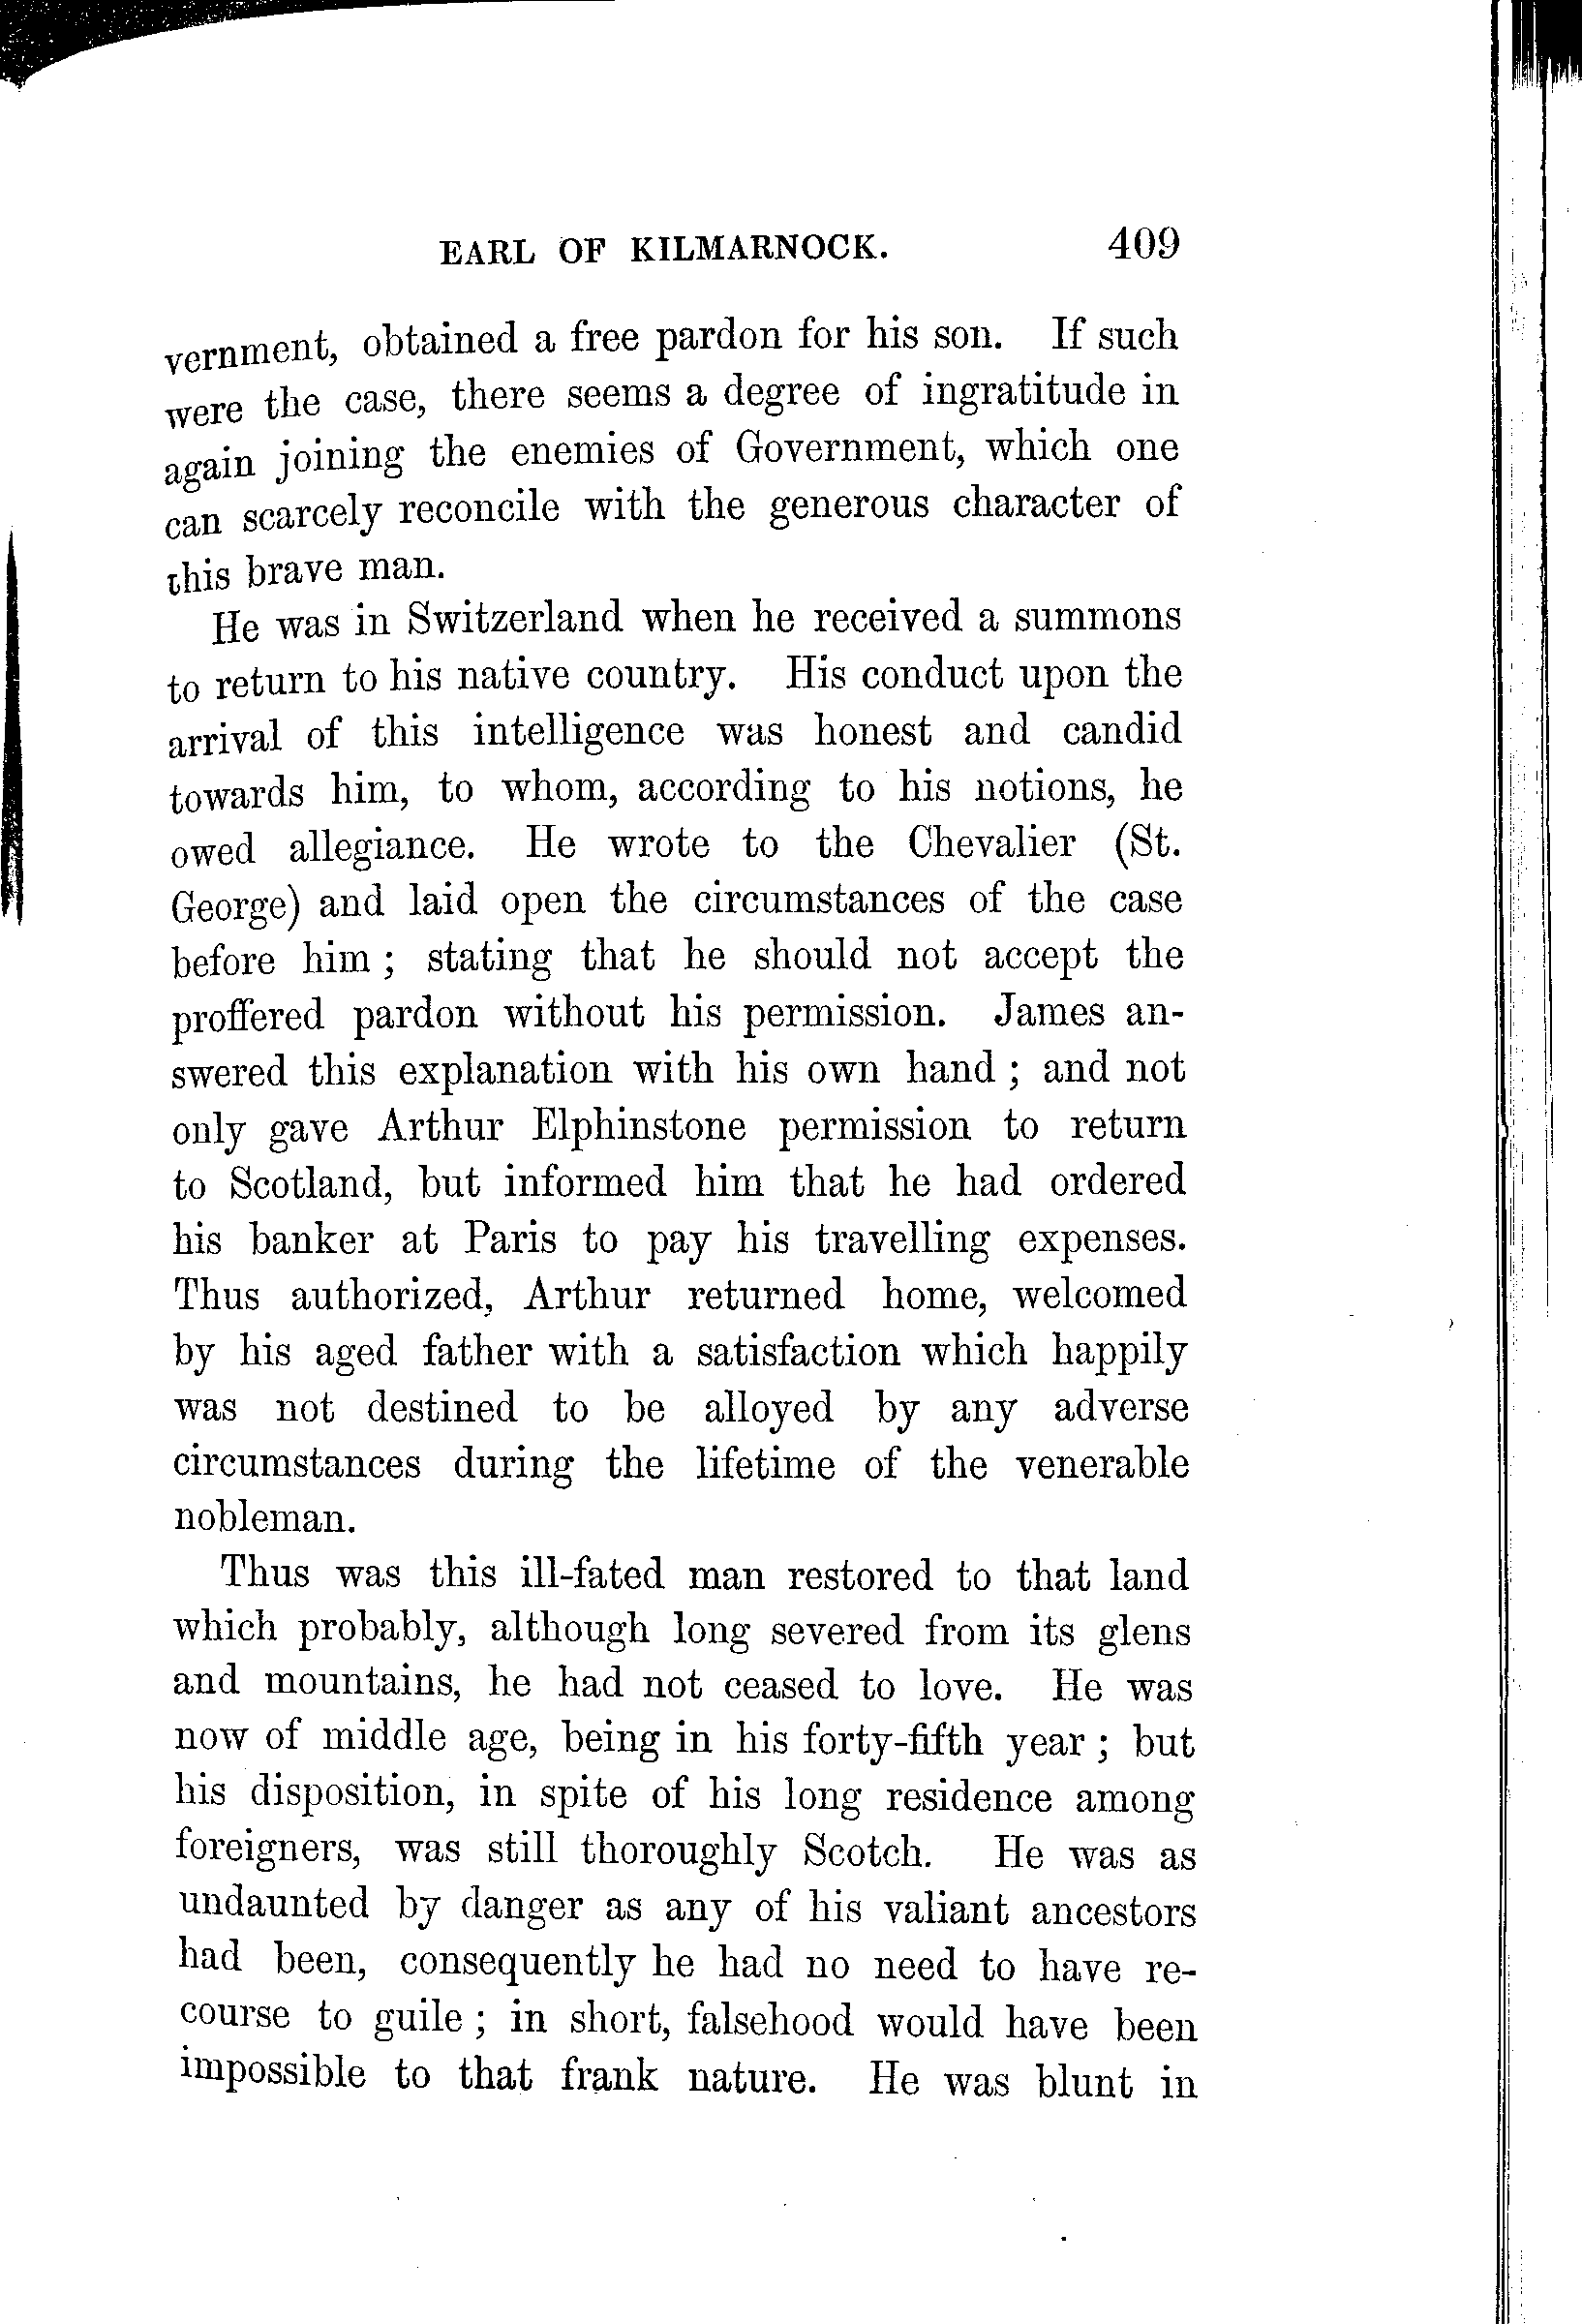 EARL OF KILMARNOCK. 409
vernment, obtained a free pardon for his son. If such
were the case, there seems a degree of ingratitude in
again joining the enemies of Government, which one
can scarcely reconcile with the generous character of
this brave man.
He was in Switzerland when he received a summons
to return to his native country. His conduct upon the
arrival of this intelligence was honest and candid
towards him, to whom, according to his notions, he
owed allegiance. He wrote to the Chevalier (St.
George) and laid open the circumstances of the case
before him ; stating that he should not accept the
proffered pardon without his permission. James an-
swered this explanation with his own hand ; and not
only gave Arthur Elphinstone permission to return
to Scotland, but informed him that he had ordered
his banker at Paris to pay his travelling expenses.
Thus authorized, Arthur returned home, welcomed
by his aged father with a satisfaction which happily
was not destined to be alloyed by any adverse
circumstances during the lifetime of the venerable
nobleman.
Thus was this ill-fated man restored to that land
which probably, although long severed from its glens
and mountains, he had not ceased to love. He was
now of middle age, being in his forty-fifth year ; but
his disposition, in spite of his long residence among
foreigners, was still thoroughly Scotch. He was as
undaunted by danger as any of his valiant ancestors
had been, consequently he had no need to have re-
course to guile ; in short, falsehood would have been
impossible to that frank nature. He was blunt in